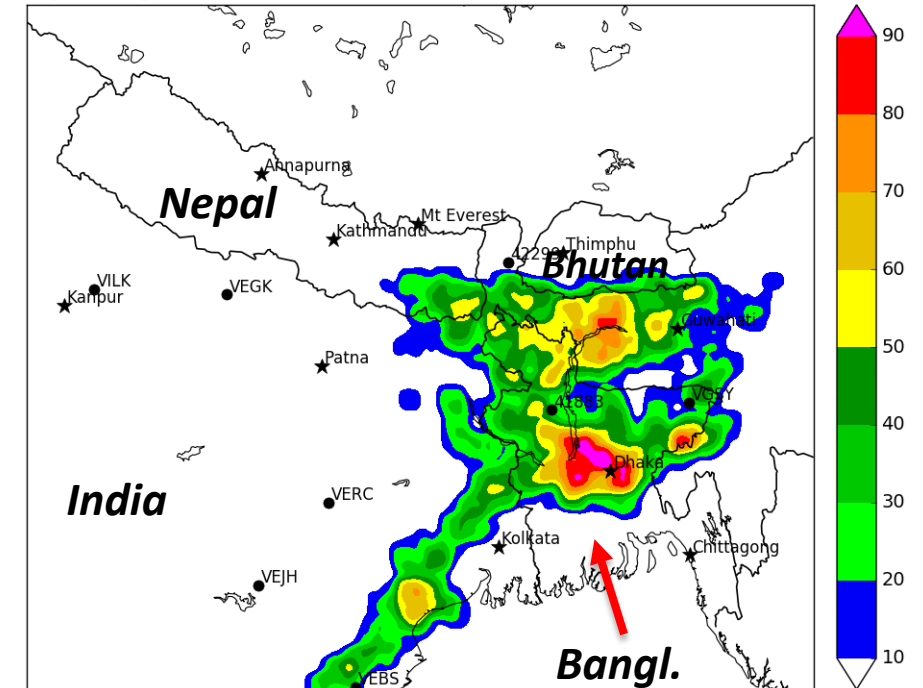 90
80
70
60
50
40
30
20
10
Annapurna
Nepal
Mt Everest
Kathmandu
Thimphu
Bhutan
VILK
VEGK
Kanpur
Guwahati
Patna
41883
VGSY
Dhaka
India
VERC
Kolkata
Chittagong
VEJH
Bangl.
VEBS